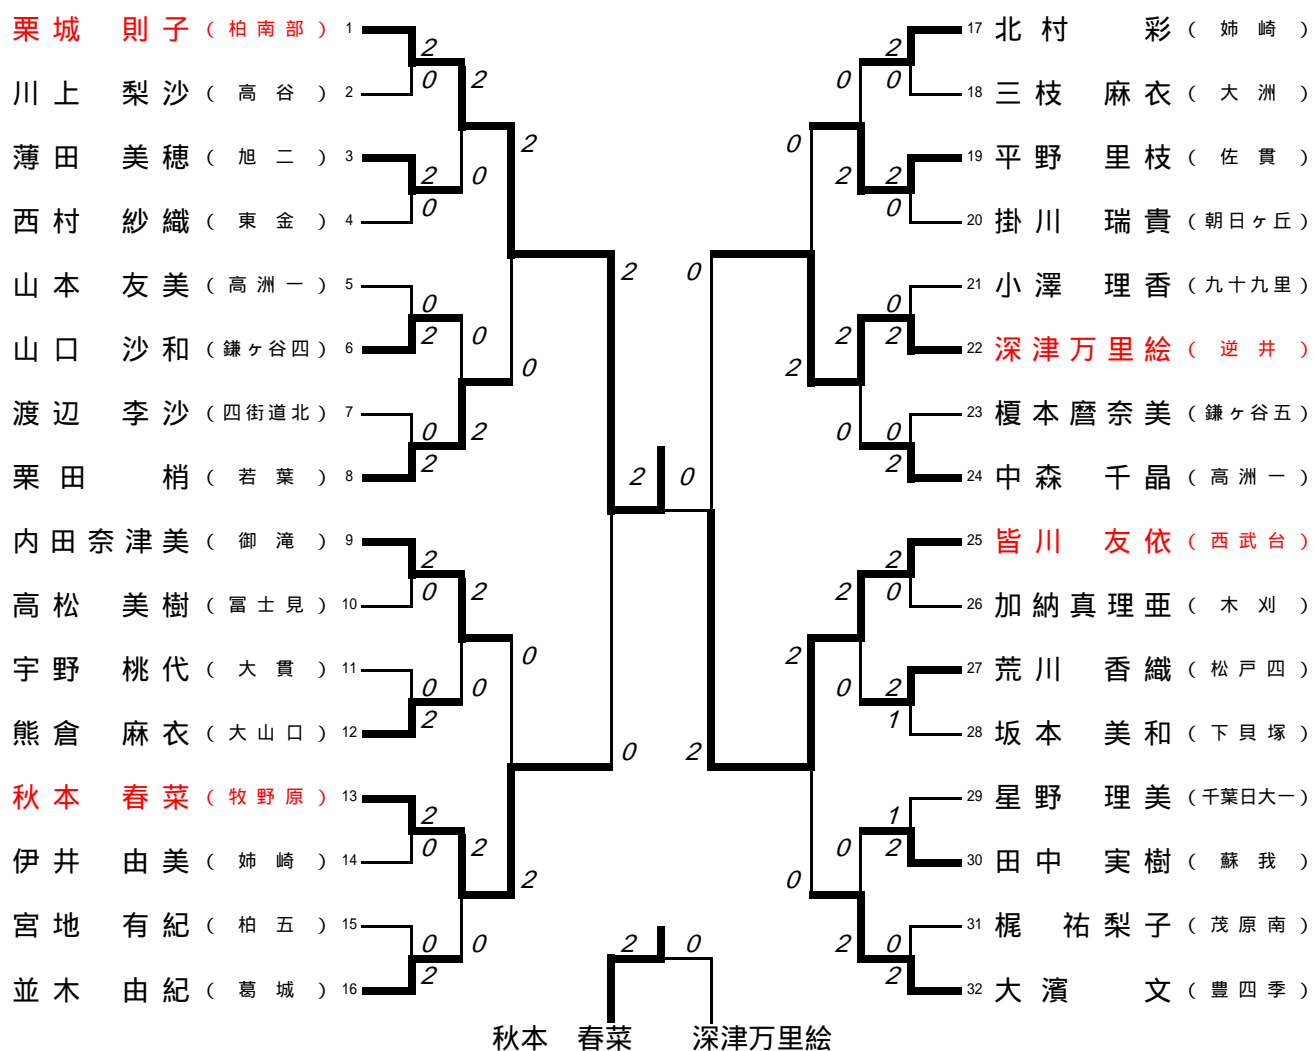 栗城 則子 (柏南部) 1
川上 梨沙 (高谷) 2
薄田 美穂 (旭二) 3
西村 紗織 (東金) 4
山本 友美 (高洲一) 5
山口 沙和 (鎌ヶ谷四) 6
渡辺 李沙 (四街道北) 7
栗田 梢 (若葉) 8
内田奈津美 (御滝) 9
高松 美樹 (冨士見) 10
宇野 桃代 (大貫) 11
熊倉 麻衣 (大山口) 12
秋本 春菜 (牧野原) 13
伊井 由美 (姉崎) 14
宮地 有紀 (柏五) 15
並木 由紀 (葛城) 16
2
0
2
0
0
2
0
2
2
0
0
2
2
0
0
2
2
0
0
2
2
0
2
0
2
0
0
2
2
0
2 0
0
2
0
2
2
0
0
2
2
0
2
0
0
2
2
0
2
0
0
2
0
2
2
0
2
1
1
2
0
2
17 北村 彩 (姉崎)
18 三枝 麻衣 (大洲)
19 平野 里枝 (佐貫)
20 掛川 瑞貴 (朝日ヶ丘)
21 小澤 理香 (九十九里)
22 深津万里絵 (逆井)
23 榎本麿奈美 (鎌ヶ谷五)
24 中森 千晶 (高洲一)
25 皆川 友依 (西武台)
26 加納真理亜 (木刈)
27 荒川 香織 (松戸四)
28 坂本 美和 (下貝塚)
29 星野 理美 (千葉日大一)
30 田中 実樹 (蘇我)
31 梶 祐梨子 (茂原南)
32 大濱 文 (豊四季)
2 0
秋本 春菜 深津万里絵